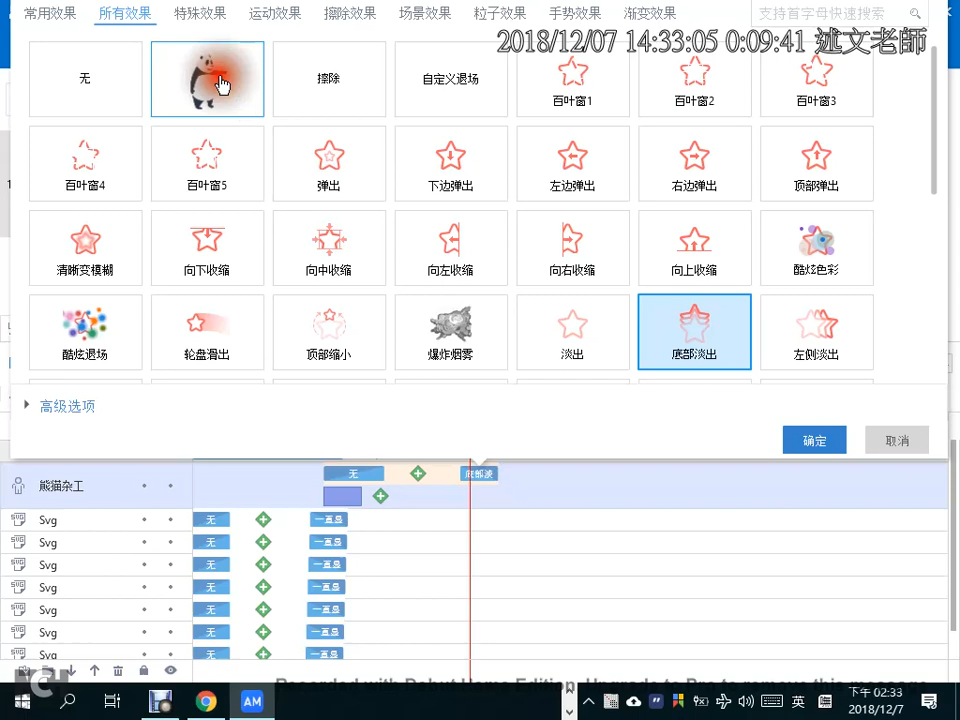 常用效果 所有效果 特殊效果 运动效果 擦除效果 场景效果 粒子效果 手势效果 渐变效果 支持首字母快速搜索
2018/12/07 14:33:05 0:09:41 述文老師
无 擦除 自定义退场 百叶窗1 百叶窗2 百叶窗3
百叶窗4 百叶窗5 弹出 下边弹出 左边弹出 右边弹出 顶部弹出
清晰变模糊 向下收缩 向中收缩 向左收缩 向右收缩 向上收缩 酷炫色彩
酷炫退场 轮盘滑出 顶部缩小 爆炸烟雾 淡出 底部淡出 左侧淡出
高级选项
确定 取消
无 底部淡
熊猫杂工
Svg 无 一直显
Svg 无 一直显
Svg 无 一直显
Svg 无 一直显
Svg 无 一直显
Svg 无 一直显
Svg 无 一直显
Recorded with Debut Home Edition. Upgrade to Pro to remove this message
AM 英 下午 02:33
2018/12/7